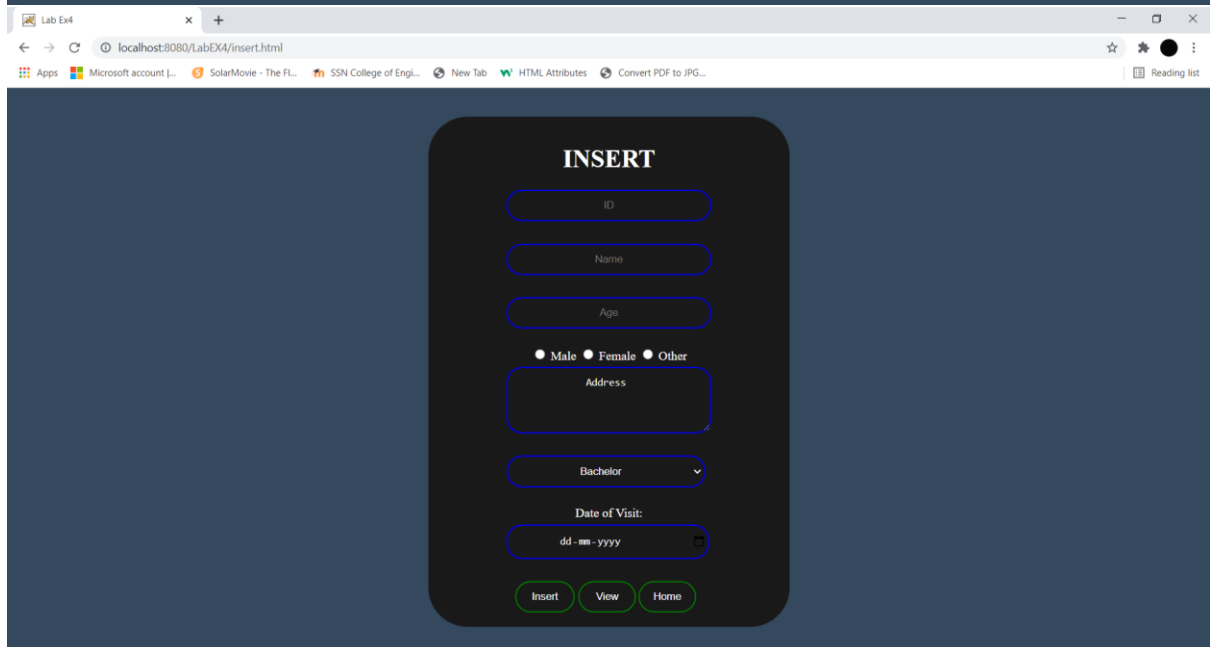 Lab Ex4
localhost:8080/LabEX4/insert.html
Apps Microsoft account |... SolarMovie - The Fl... SSN College of Engi... New Tab HTML Attributes Convert PDF to JPG... Reading list
INSERT
ID
Name
Age
Male Female Other
Address
Bachelor
Date of Visit:
dd-mm-yyyy
Insert View Home